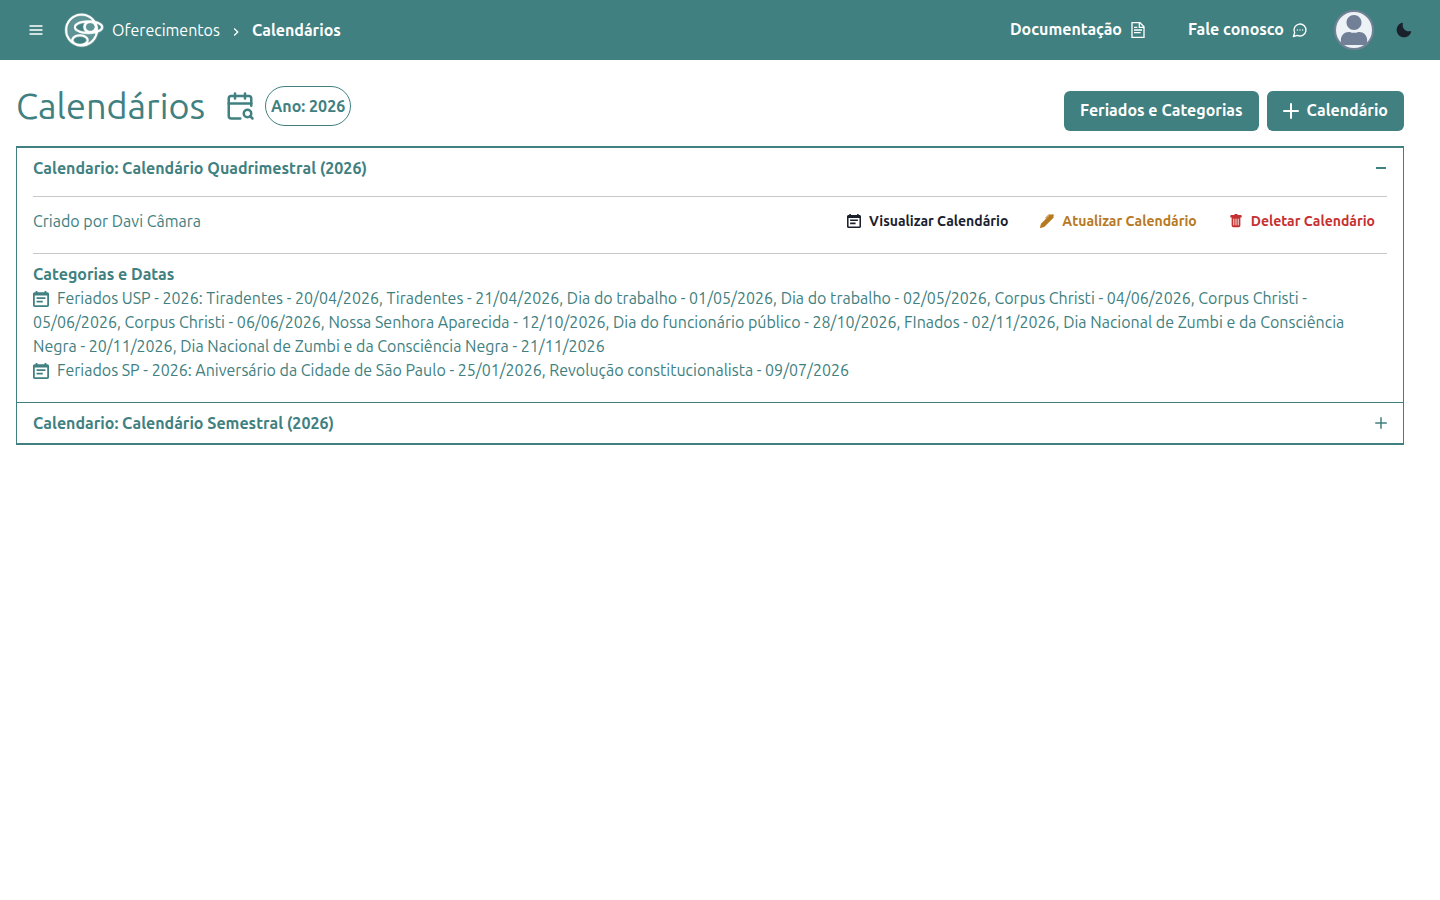 Oferecimentos › Calendários
Documentação
Fale conosco
Calendários
Ano: 2026
Feriados e Categorias
Calendário
Calendario: Calendário Quadrimestral (2026)
Criado por Davi Câmara
Visualizar Calendário
Atualizar Calendário
Deletar Calendário
Categorias e Datas
Feriados USP - 2026: Tiradentes - 20/04/2026, Tiradentes - 21/04/2026, Dia do trabalho - 01/05/2026, Dia do trabalho - 02/05/2026, Corpus Christi - 04/06/2026, Corpus Christi -
05/06/2026, Corpus Christi - 06/06/2026, Nossa Senhora Aparecida - 12/10/2026, Dia do funcionário público - 28/10/2026, FInados - 02/11/2026, Dia Nacional de Zumbi e da Consciência
Negra - 20/11/2026, Dia Nacional de Zumbi e da Consciência Negra - 21/11/2026
Feriados SP - 2026: Aniversário da Cidade de São Paulo - 25/01/2026, Revolução constitucionalista - 09/07/2026
Calendario: Calendário Semestral (2026)